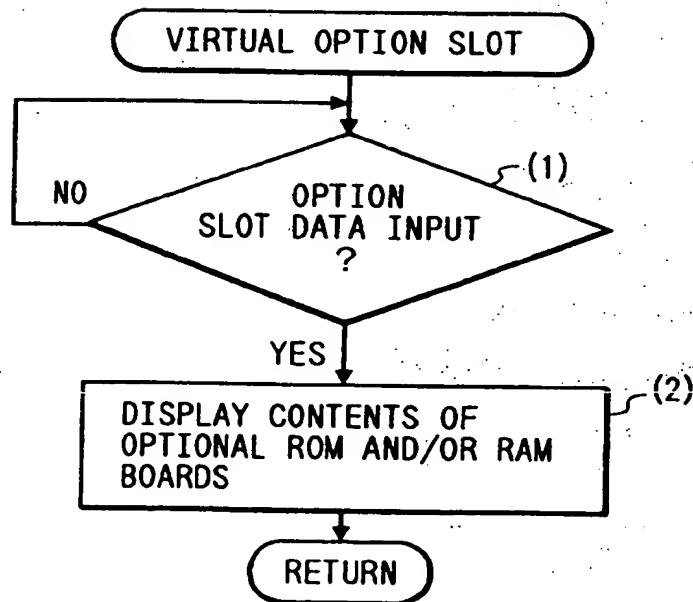 VIRTUAL OPTION SLOT
(1)
NO
OPTION
SLOT DATA INPUT
?
YES
(2)
DISPLAY CONTENTS OF
OPTIONAL ROM AND/OR RAM
BOARDS
RETURN